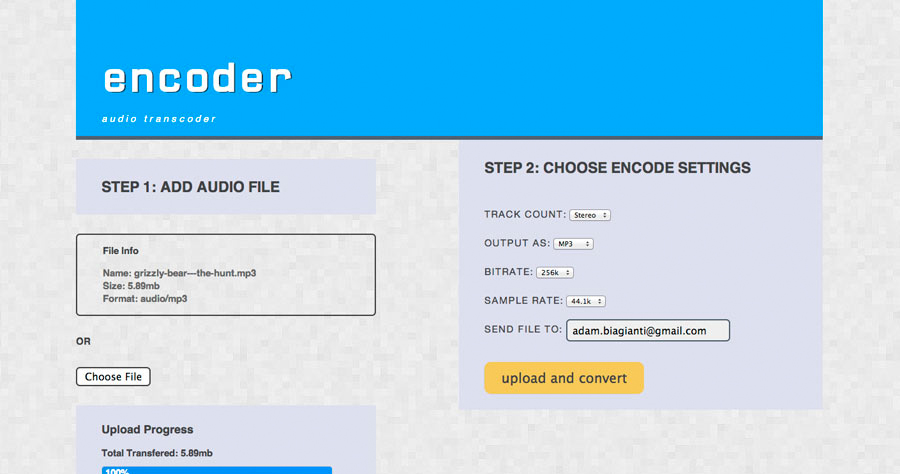 encoder
audio transcoder
STEP 1: ADD AUDIO FILE
File Info
Name: grizzly-bear—the-hunt.mp3
Size: 5.89mb
Format: audio/mp3
OR
Choose File
Upload Progress
Total Transfered: 5.89mb
100%
STEP 2: CHOOSE ENCODE SETTINGS
TRACK COUNT: Stereo
OUTPUT AS: MP3
BITRATE: 256k
SAMPLE RATE: 44.1k
SEND FILE TO: adam.biagianti@gmail.com
upload and convert